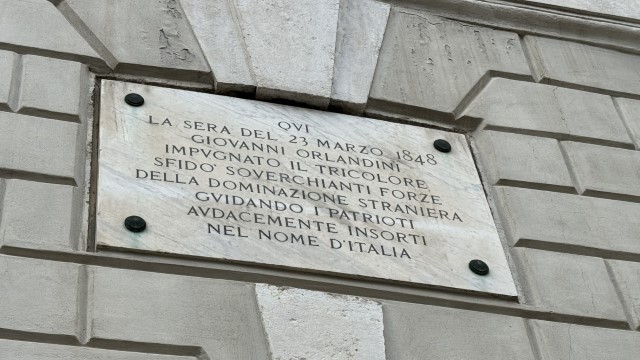 QVI
LA SERA DEL 23 MARZO 1848
GIOVANNI ORLANDINI
IMPVGNATO IL TRICOLORE
SFIDÒ SOVERCHIANTI FORZE
DELLA DOMINAZIONE STRANIERA
GVIDANDO I PATRIOTI
AVDACEMENTE INSORTI
NEL NOME D'ITALIA